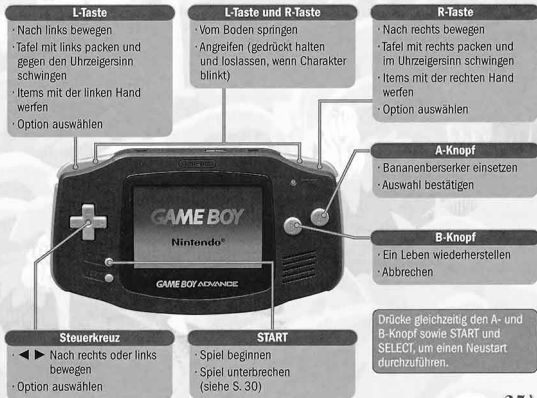 L-Taste
· Nach links bewegen
· Tafel mit links packen und
gegen den Uhrzeigersinn
schwingen
· Items mit der linken Hand
werfen
· Option auswählen
L-Taste und R-Taste
· Vom Boden springen
· Angreifen (gedrückt halten
und loslassen, wenn Charakter
blinkt)
R-Taste
· Nach rechts bewegen
· Tafel mit rechts packen und
im Uhrzeigersinn schwingen
· Items mit der rechten Hand
werfen
· Option auswählen
A-Knopf
· Bananenberserker einsetzen
· Auswahl bestätigen
B-Knopf
· Ein Leben wiederherstellen
· Abbrechen
GAME BOY
Nintendo®
GAME BOY ADVANCE
Steuerkreuz
· ◀ ▶ Nach rechts oder links
bewegen
· Option auswählen
START
· Spiel beginnen
· Spiel unterbrechen
(siehe S. 30)
Drücke gleichzeitig den A- und
B-Knopf sowie START und
SELECT, um einen Neustart
durchzuführen.